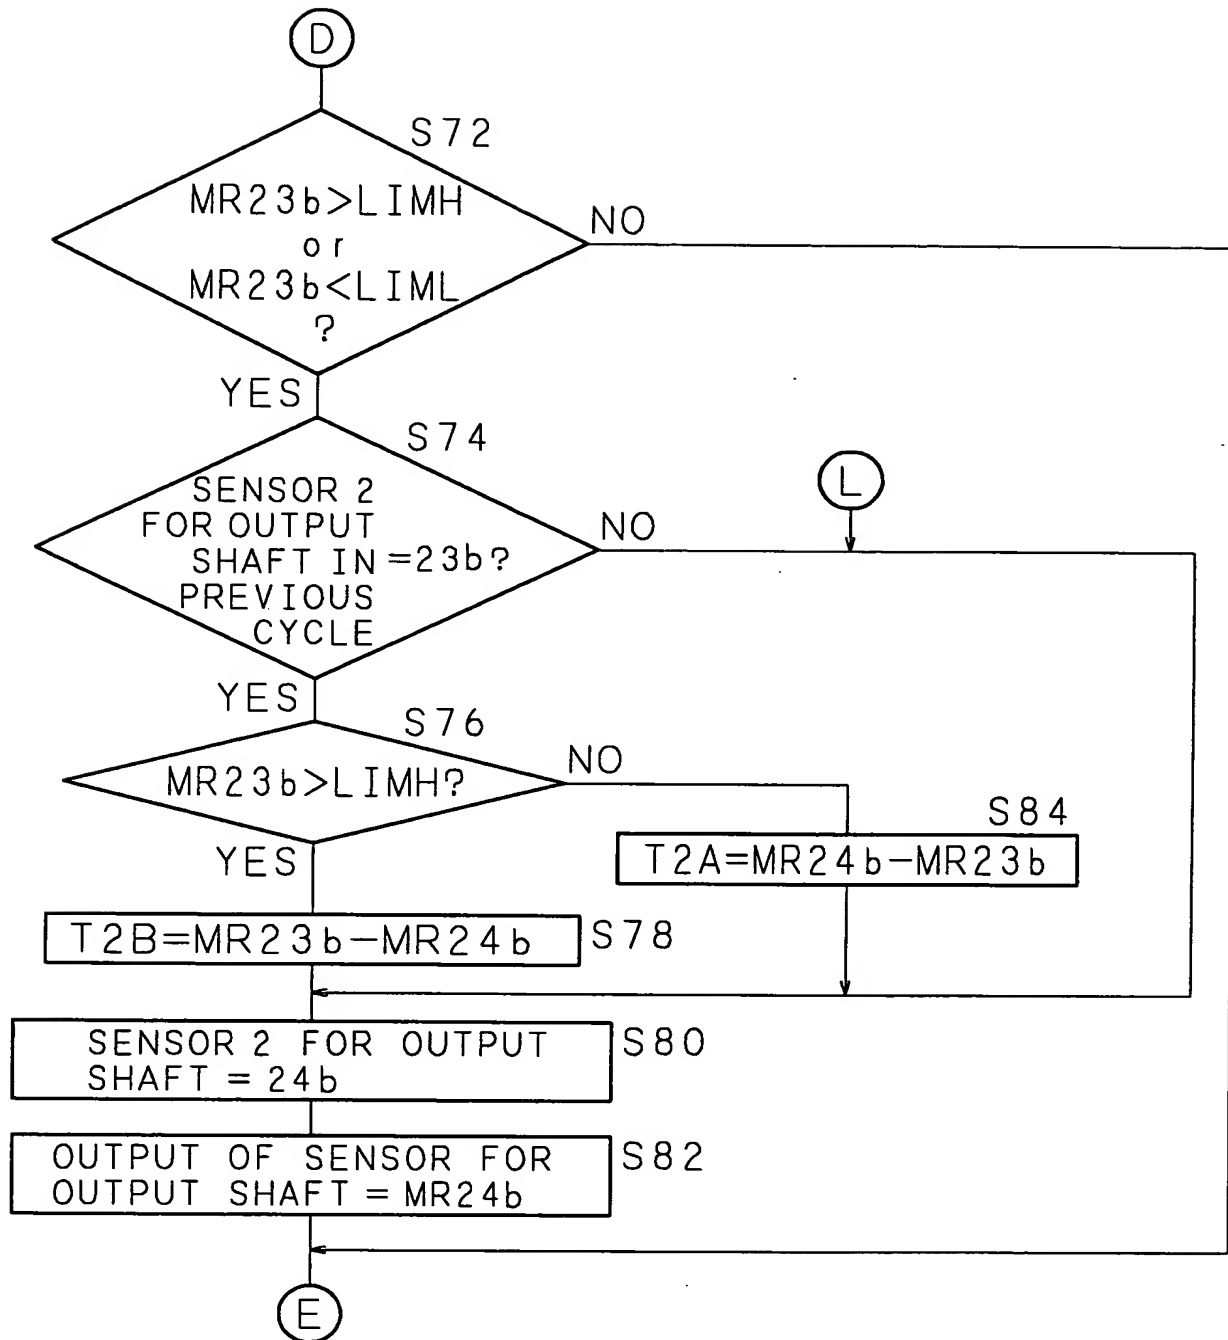 D
S72
MR23b>LIMH
or
MR23b<LIML
?
NO
YES
S74
SENSOR 2
FOR OUTPUT
SHAFT IN =23b?
PREVIOUS
CYCLE
NO
L
YES
S76
MR23b>LIMH?
NO
YES
S84
T2A=MR24b-MR23b
T2B=MR23b-MR24b
S78
SENSOR 2 FOR OUTPUT
SHAFT = 24b
S80
OUTPUT OF SENSOR FOR
OUTPUT SHAFT = MR24b
S82
E